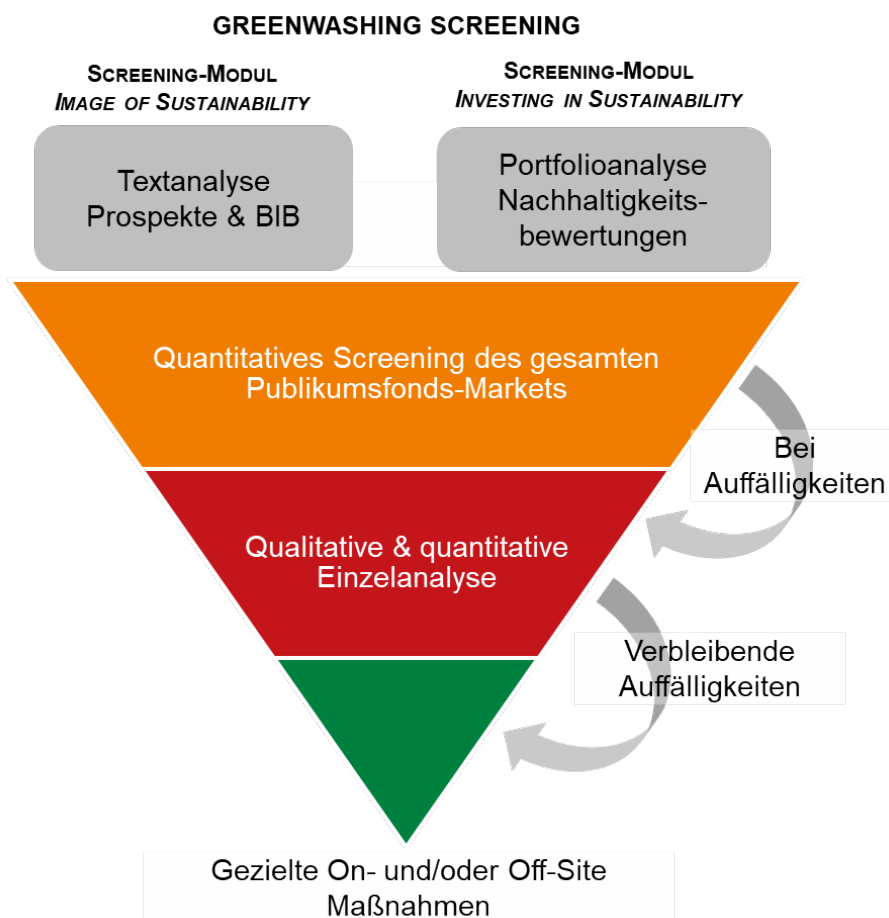 GREENWASHING SCREENING
SCREENING-MODUL
IMAGE OF SUSTAINABILITY
SCREENING-MODUL
INVESTING IN SUSTAINABILITY
Textanalyse
Prospekte & BIB
Portfolioanalyse
Nachhaltigkeits-
bewertungen
Quantitatives Screening des gesamten
Publikumsfonds-Markets
Bei
Auffälligkeiten
Qualitative & quantitative
Einzelanalyse
Verbleibende
Auffälligkeiten
Gezielte On- und/oder Off-Site
Maßnahmen